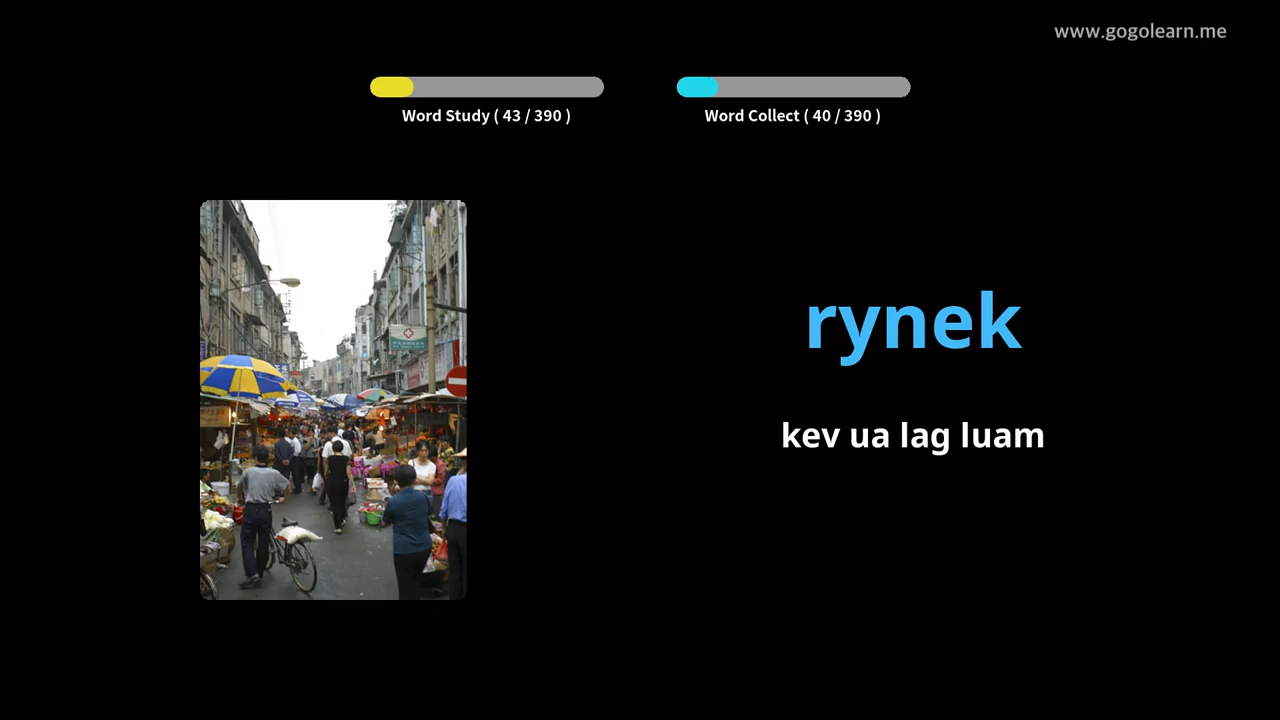 www.gogolearn.me
Word Study ( 43 / 390 )
Word Collect ( 40 / 390 )
rynek
kev ua lag luam